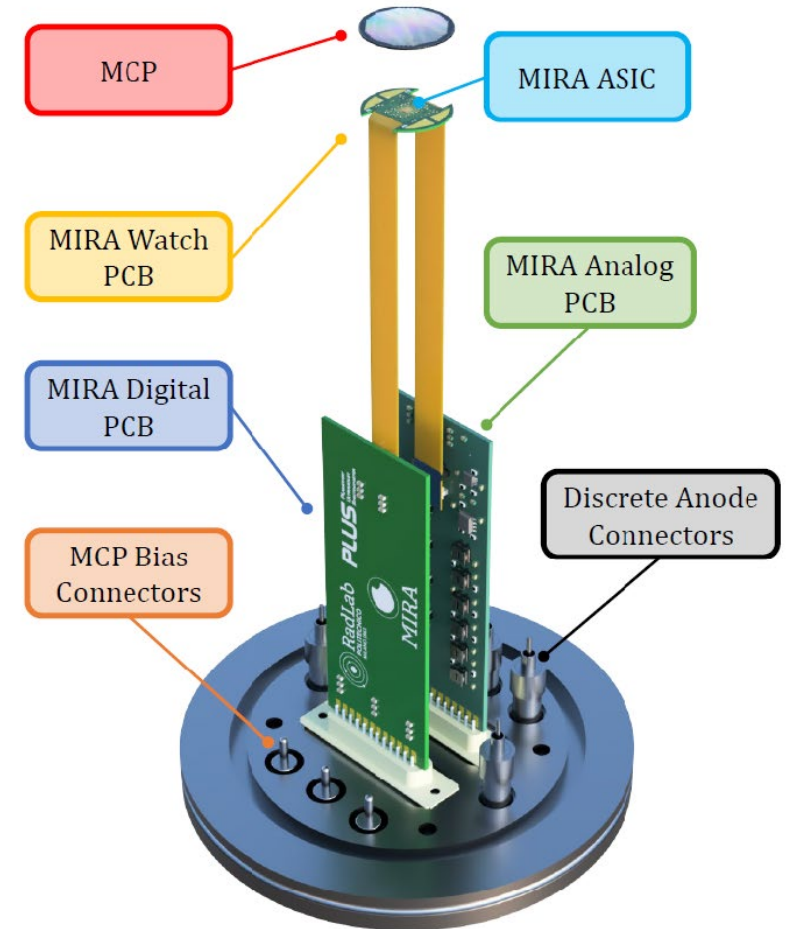 MCP
MIRA ASIC
MIRA Watch
PCB
MIRA Analog
PCB
MIRA Digital
PCB
Discrete Anode
Connectors
MCP Bias
Connectors
PLUS
RadLab
POLITECNICO
MIRA